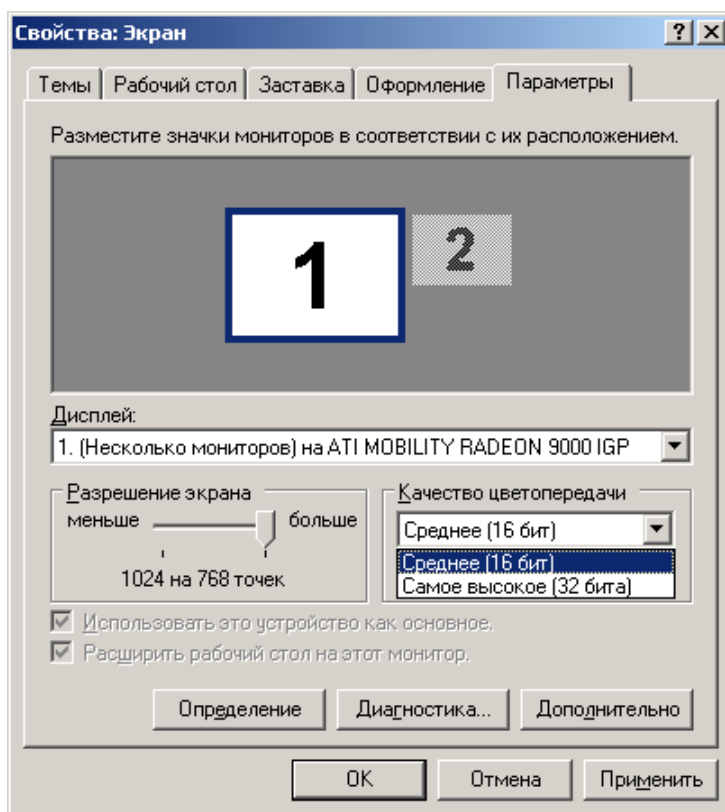 Свойства: Экран
Темы Рабочий стол Заставка Оформление Параметры
Разместите значки мониторов в соответствии с их расположением.
1 2
Дисплей:
1. (Несколько мониторов) на ATI MOBILITY RADEON 9000 IGP
Разрешение экрана
меньше больше
1024 на 768 точек
Качество цветопередачи
Среднее (16 бит)
Среднее (16 бит)
Самое высокое (32 бита)
Использовать это устройство как основное.
Расширить рабочий стол на этот монитор.
Определение Диагностика... Дополнительно
OK Отмена Применить